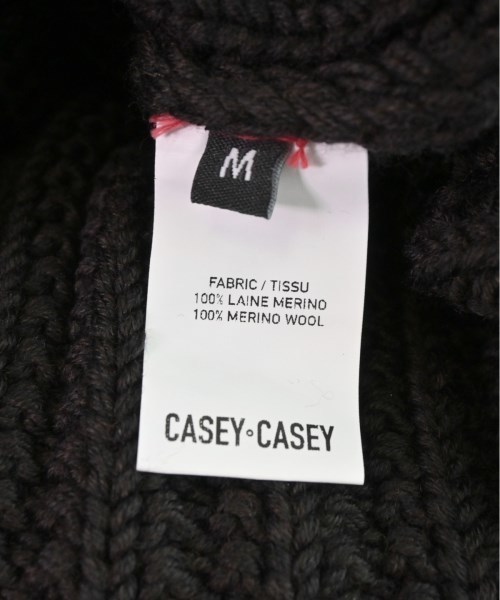 M
FABRIC / TISSU
100% LAINE MERINO
100% MERINO WOOL
CASEY◦CASEY